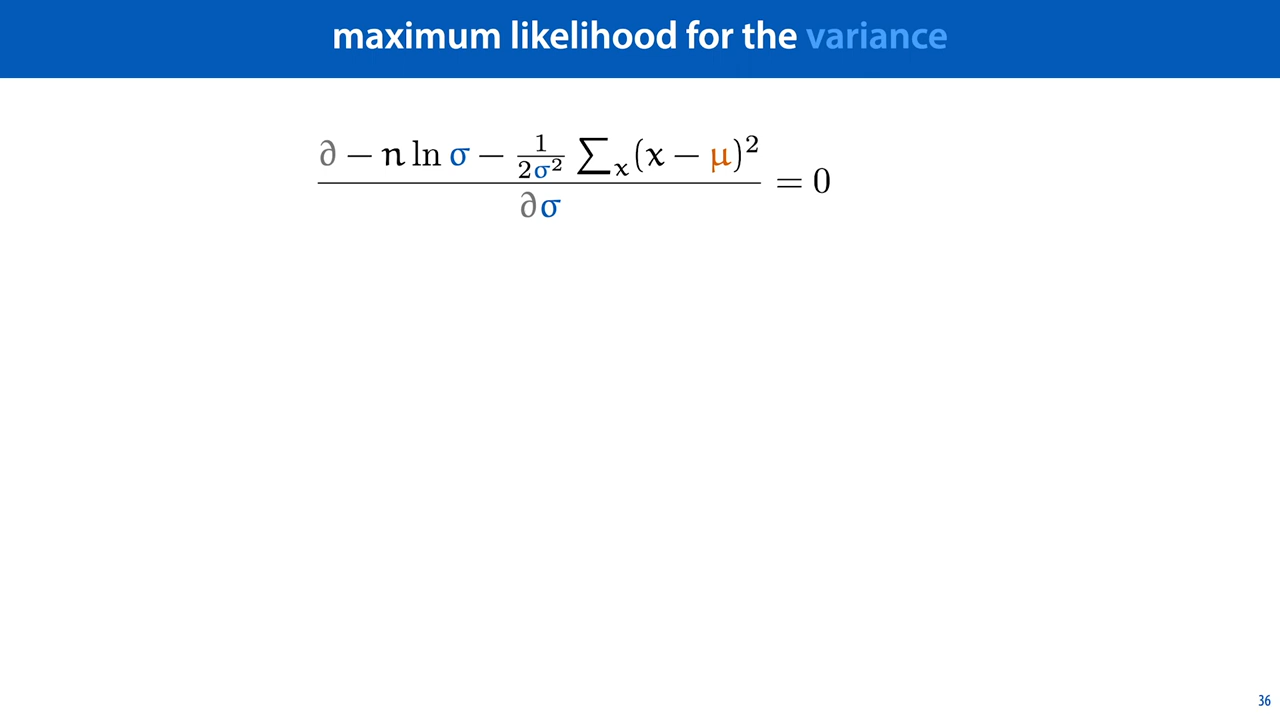 maximum likelihood for the variance
∂ − n ln σ − 1/2σ² ∑ₓ(x − μ)²
∂σ
= 0
36